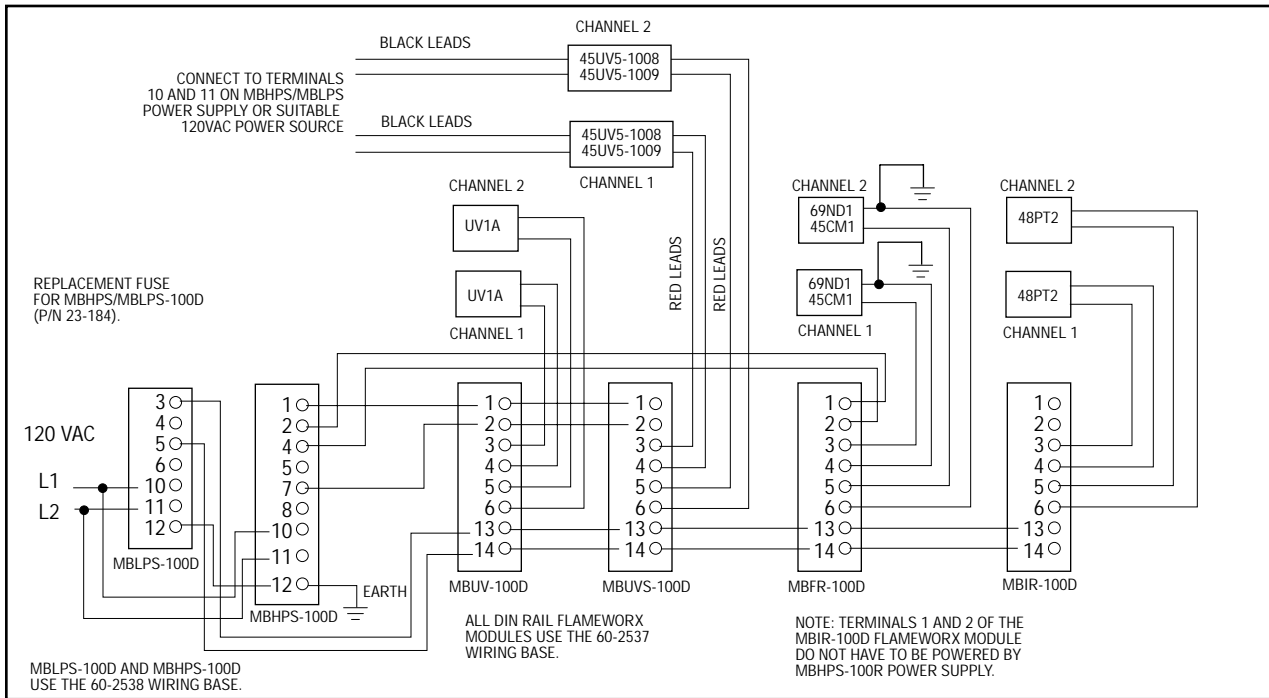 CHANNEL 2
BLACK LEADS
45UV5-1008
45UV5-1009
CONNECT TO TERMINALS
10 AND 11 ON MBHPS/MBLPS
POWER SUPPLY OR SUITABLE
120VAC POWER SOURCE
BLACK LEADS
45UV5-1008
45UV5-1009
CHANNEL 1
CHANNEL 2
UV1A
UV1A
CHANNEL 1
RED LEADS
RED LEADS
CHANNEL 2
69ND1
45CM1
69ND1
45CM1
CHANNEL 1
CHANNEL 2
48PT2
48PT2
CHANNEL 1
REPLACEMENT FUSE
FOR MBHPS/MBLPS-100D
(P/N 23-184).
120 VAC
L1
L2
3
4
5
6
10
11
12
MBLPS-100D
1
2
4
5
7
8
10
11
12
EARTH
MBHPS-100D
1
2
3
4
5
6
13
14
MBUV-100D
1
2
3
4
5
6
13
14
MBUVS-100D
1
2
3
4
5
6
13
14
MBFR-100D
1
2
3
4
5
6
13
14
MBIR-100D
MBLPS-100D AND MBHPS-100D
USE THE 60-2538 WIRING BASE.
ALL DIN RAIL FLAMEWORX
MODULES USE THE 60-2537
WIRING BASE.
NOTE: TERMINALS 1 AND 2 OF THE
MBIR-100D FLAMEWORX MODULE
DO NOT HAVE TO BE POWERED BY
MBHPS-100R POWER SUPPLY.